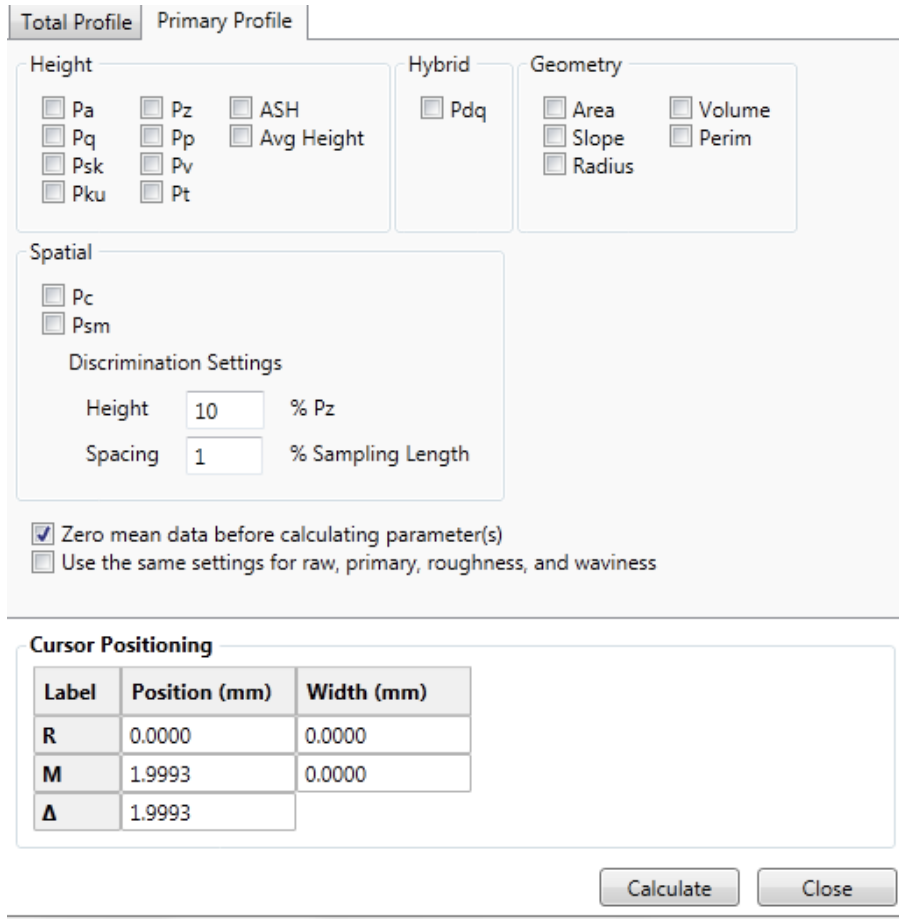 Total Profile Primary Profile
Height Hybrid Geometry
Pa Pz ASH Pdq Area Volume
Pq Pp Avg Height Slope Perim
Psk Pv Radius
Pku Pt
Spatial
Pc
Psm
Discrimination Settings
Height 10 % Pz
Spacing 1 % Sampling Length
Zero mean data before calculating parameter(s)
Use the same settings for raw, primary, roughness, and waviness
Cursor Positioning
Label Position (mm) Width (mm)
R 0.0000 0.0000
M 1.9993 0.0000
Δ 1.9993
Calculate Close